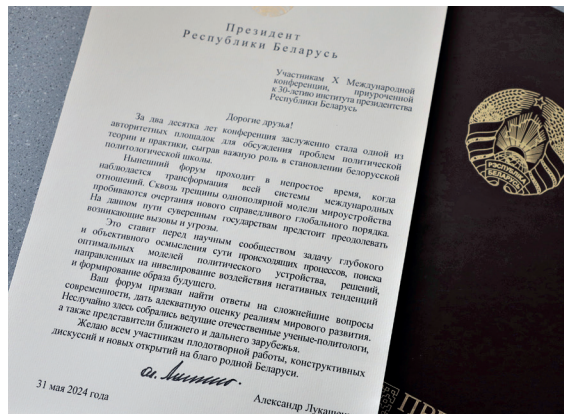 Президент
Республики Беларусь
Участникам X Международной
конференции, приуроченной
к 30-летию института президентства
Республики Беларусь
Дорогие друзья!
За два десятка лет конференция заслуженно стала одной из
авторитетных площадок для обсуждения проблем политической
теории и практики, сыграв важную роль в становлении белорусской
политологической школы.
Нынешний форум проходит в непростое время, когда
наблюдается трансформация всей системы международных
отношений. Сквозь трещины однополярной модели мироустройства
пробиваются очертания нового справедливого глобального порядка.
На данном пути суверенным государствам предстоит преодолевать
возникающие вызовы и угрозы.
Это ставит перед научным сообществом задачу глубокого
и объективного осмысления сути происходящих процессов, поиска
оптимальных моделей политического устройства, решений,
направленных на нивелирование воздействия негативных тенденций
и формирование образа будущего.
Ваш форум призван найти ответы на сложнейшие вопросы
современности, дать адекватную оценку реалиям мирового развития.
Неслучайно здесь собрались ведущие отечественные ученые-политологи,
а также представители ближнего и дальнего зарубежья.
Желаю всем участникам плодотворной работы, конструктивных
дискуссий и новых открытий на благо родной Беларуси.
31 мая 2024 года
Александр Лукашен
РЭСПУБЛІКА
БЕЛАРУСЬ